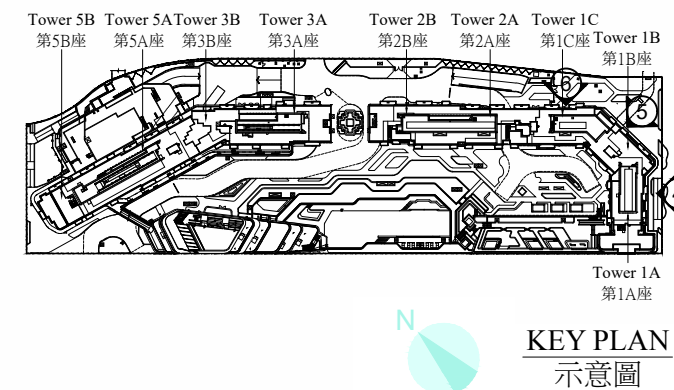 Tower 5B Tower 5A Tower 3B Tower 3A Tower 2B Tower 2A Tower 1C Tower 1B
第5B座 第5A座 第3B座 第3A座 第2B座 第2A座 第1C座 第1B座
6
5
Tower 1A
第1A座
N
KEY PLAN
示意圖